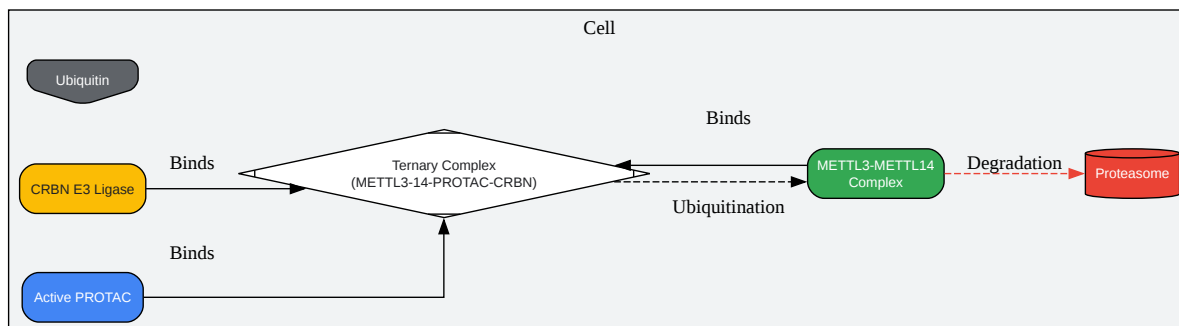 Cell
Ubiquitin
Binds
Binds
Ternary Complex
(METTL3-14-PROTAC-CRBN)
CRBN E3 Ligase
METTL3-METTL14
Complex
Degradation
Proteasome
Ubiquitination
Binds
Active PROTAC